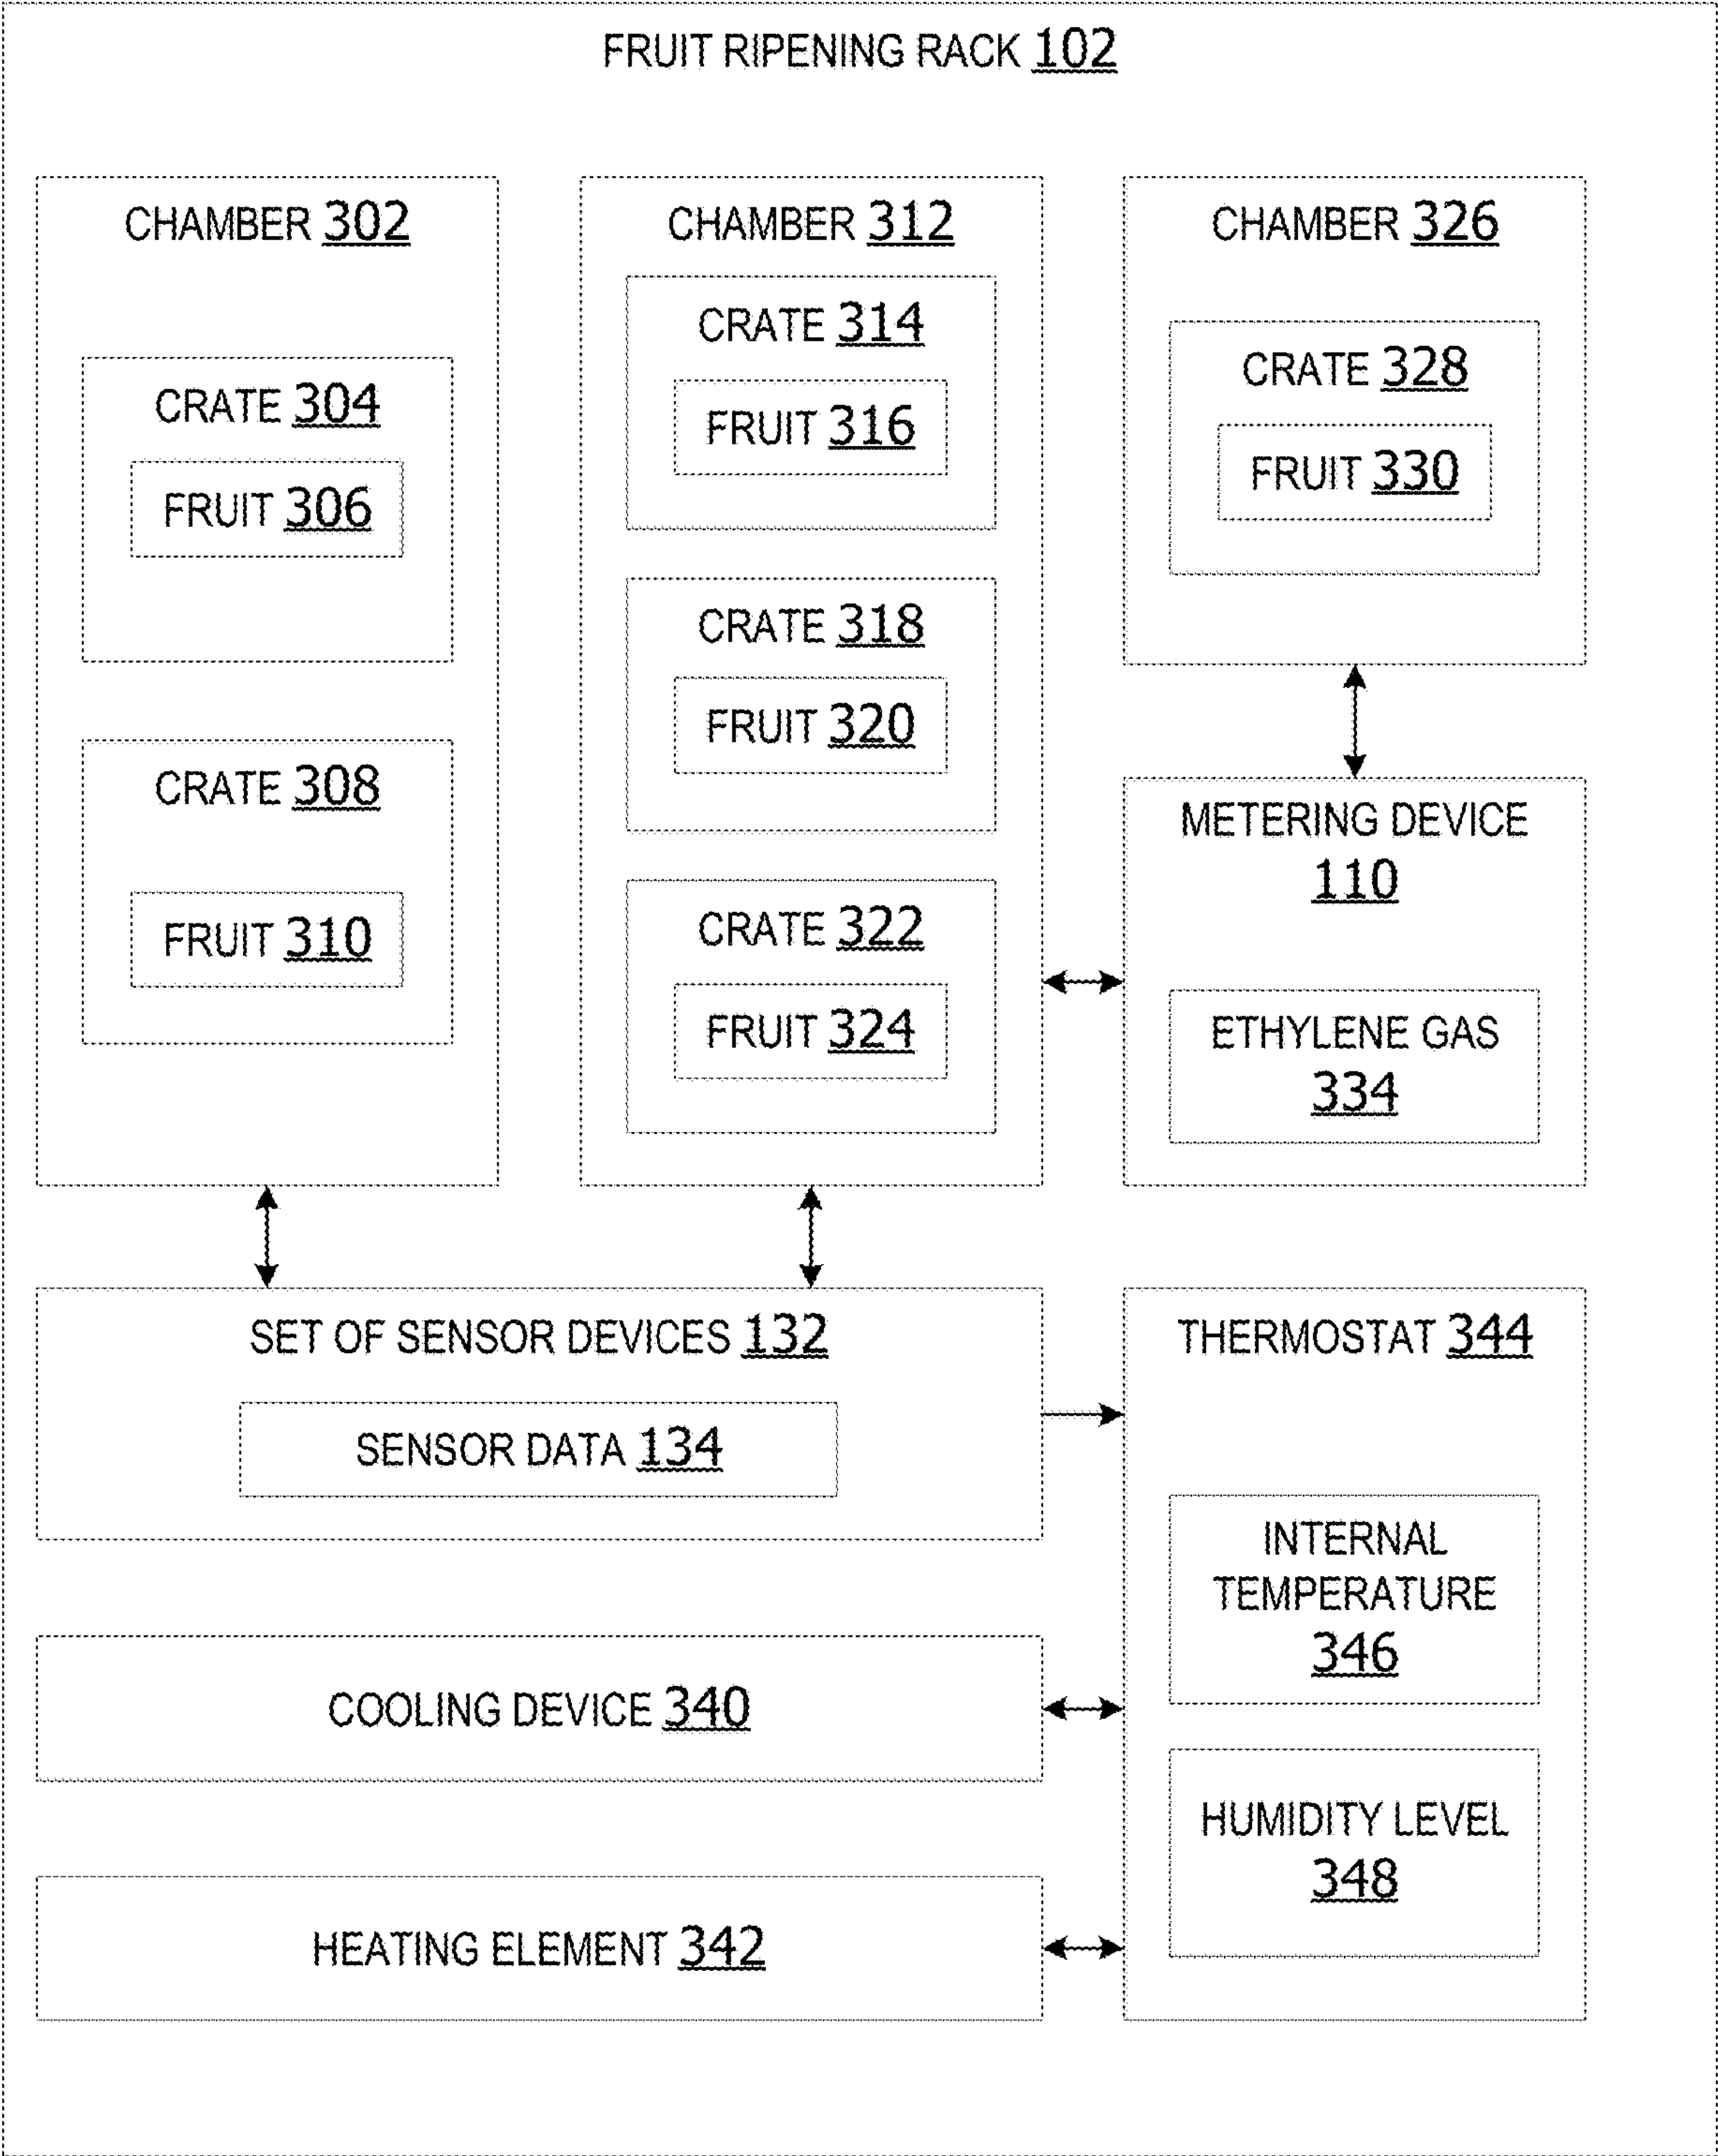 FRUIT RIPENING RACK 102
CHAMBER 302
CRATE 304
FRUIT 306
CRATE 308
FRUIT 310
CHAMBER 312
CRATE 314
FRUIT 316
CRATE 318
FRUIT 320
CRATE 322
FRUIT 324
CHAMBER 326
CRATE 328
FRUIT 330
METERING DEVICE
110
ETHYLENE GAS
334
SET OF SENSOR DEVICES 132
SENSOR DATA 134
THERMOSTAT 344
INTERNAL
TEMPERATURE
346
HUMIDITY LEVEL
348
COOLING DEVICE 340
HEATING ELEMENT 342